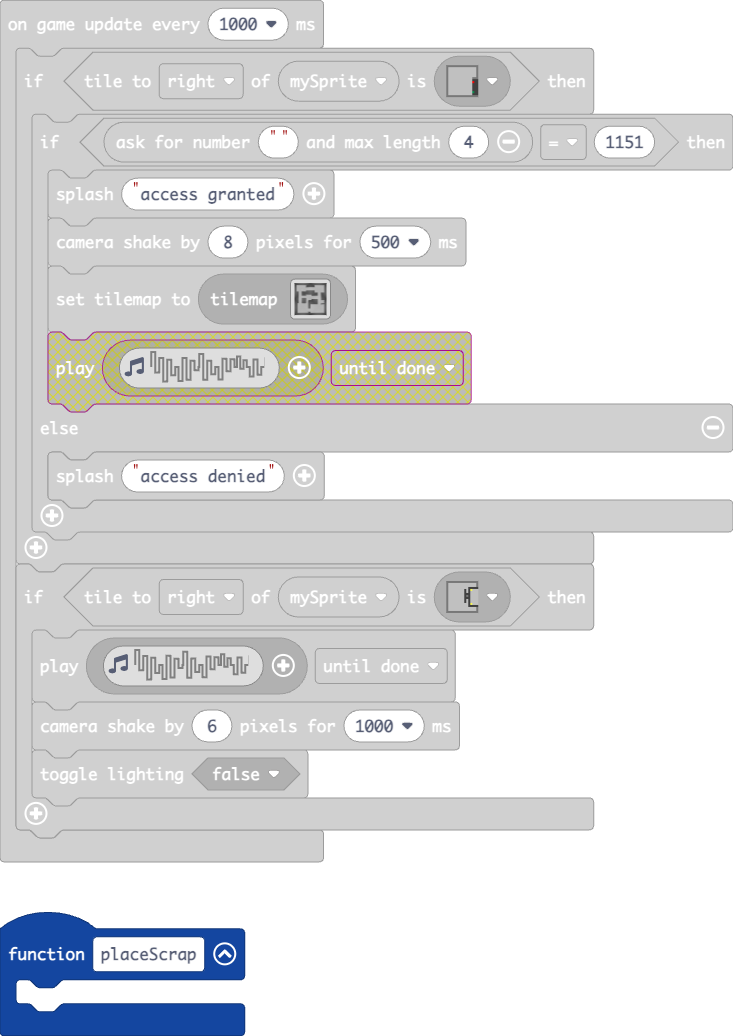 on game update every 1000 ms
if tile to right of mySprite is then
if ask for number " " and max length 4 = 1151 then
splash "access granted"
camera shake by 8 pixels for 500 ms
set tilemap to tilemap
play until done
else
splash "access denied"
if tile to right of mySprite is then
play until done
camera shake by 6 pixels for 1000 ms
toggle lighting false
function placeScrap